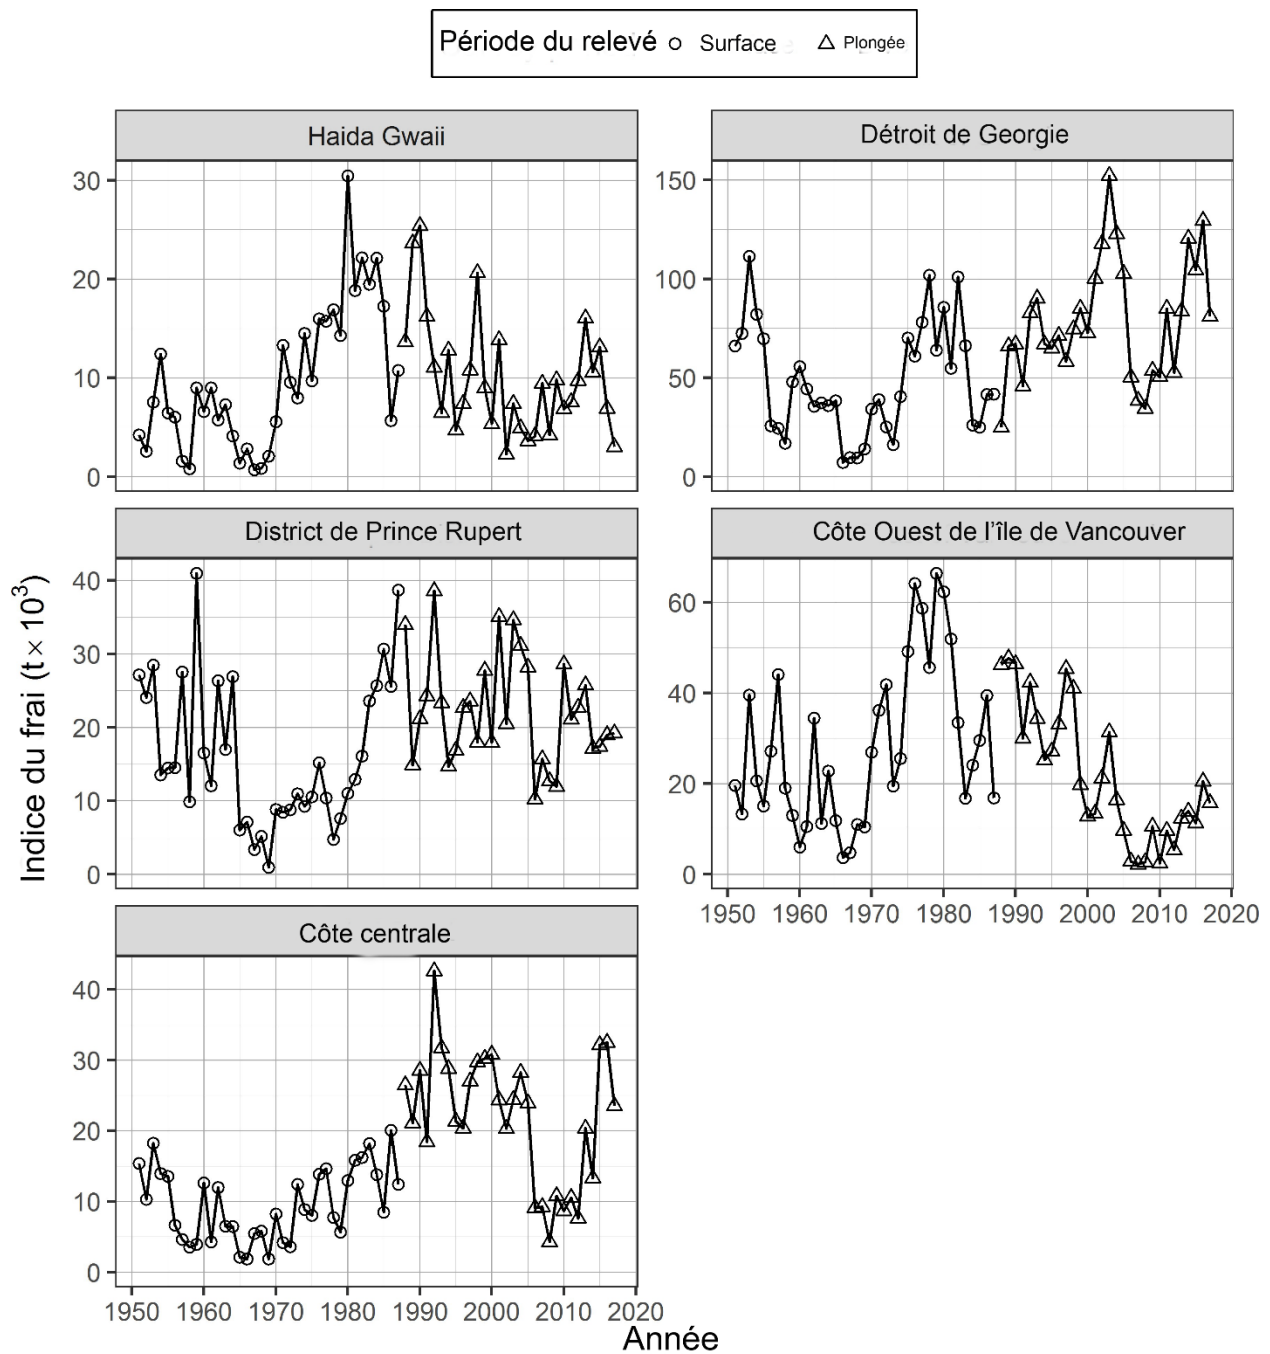 Période du relevé Surface Plongée
Haida Gwaii
30
20
10
0
Détroit de Georgie
150
100
50
0
District de Prince Rupert
40
30
20
10
0
Côte Ouest de l'île de Vancouver
60
40
20
0
1950 1960 1970 1980 1990 2000 2010 2020
Côte centrale
40
30
20
10
0
1950 1960 1970 1980 1990 2000 2010 2020
Indice du frai (t × 10³)
Année